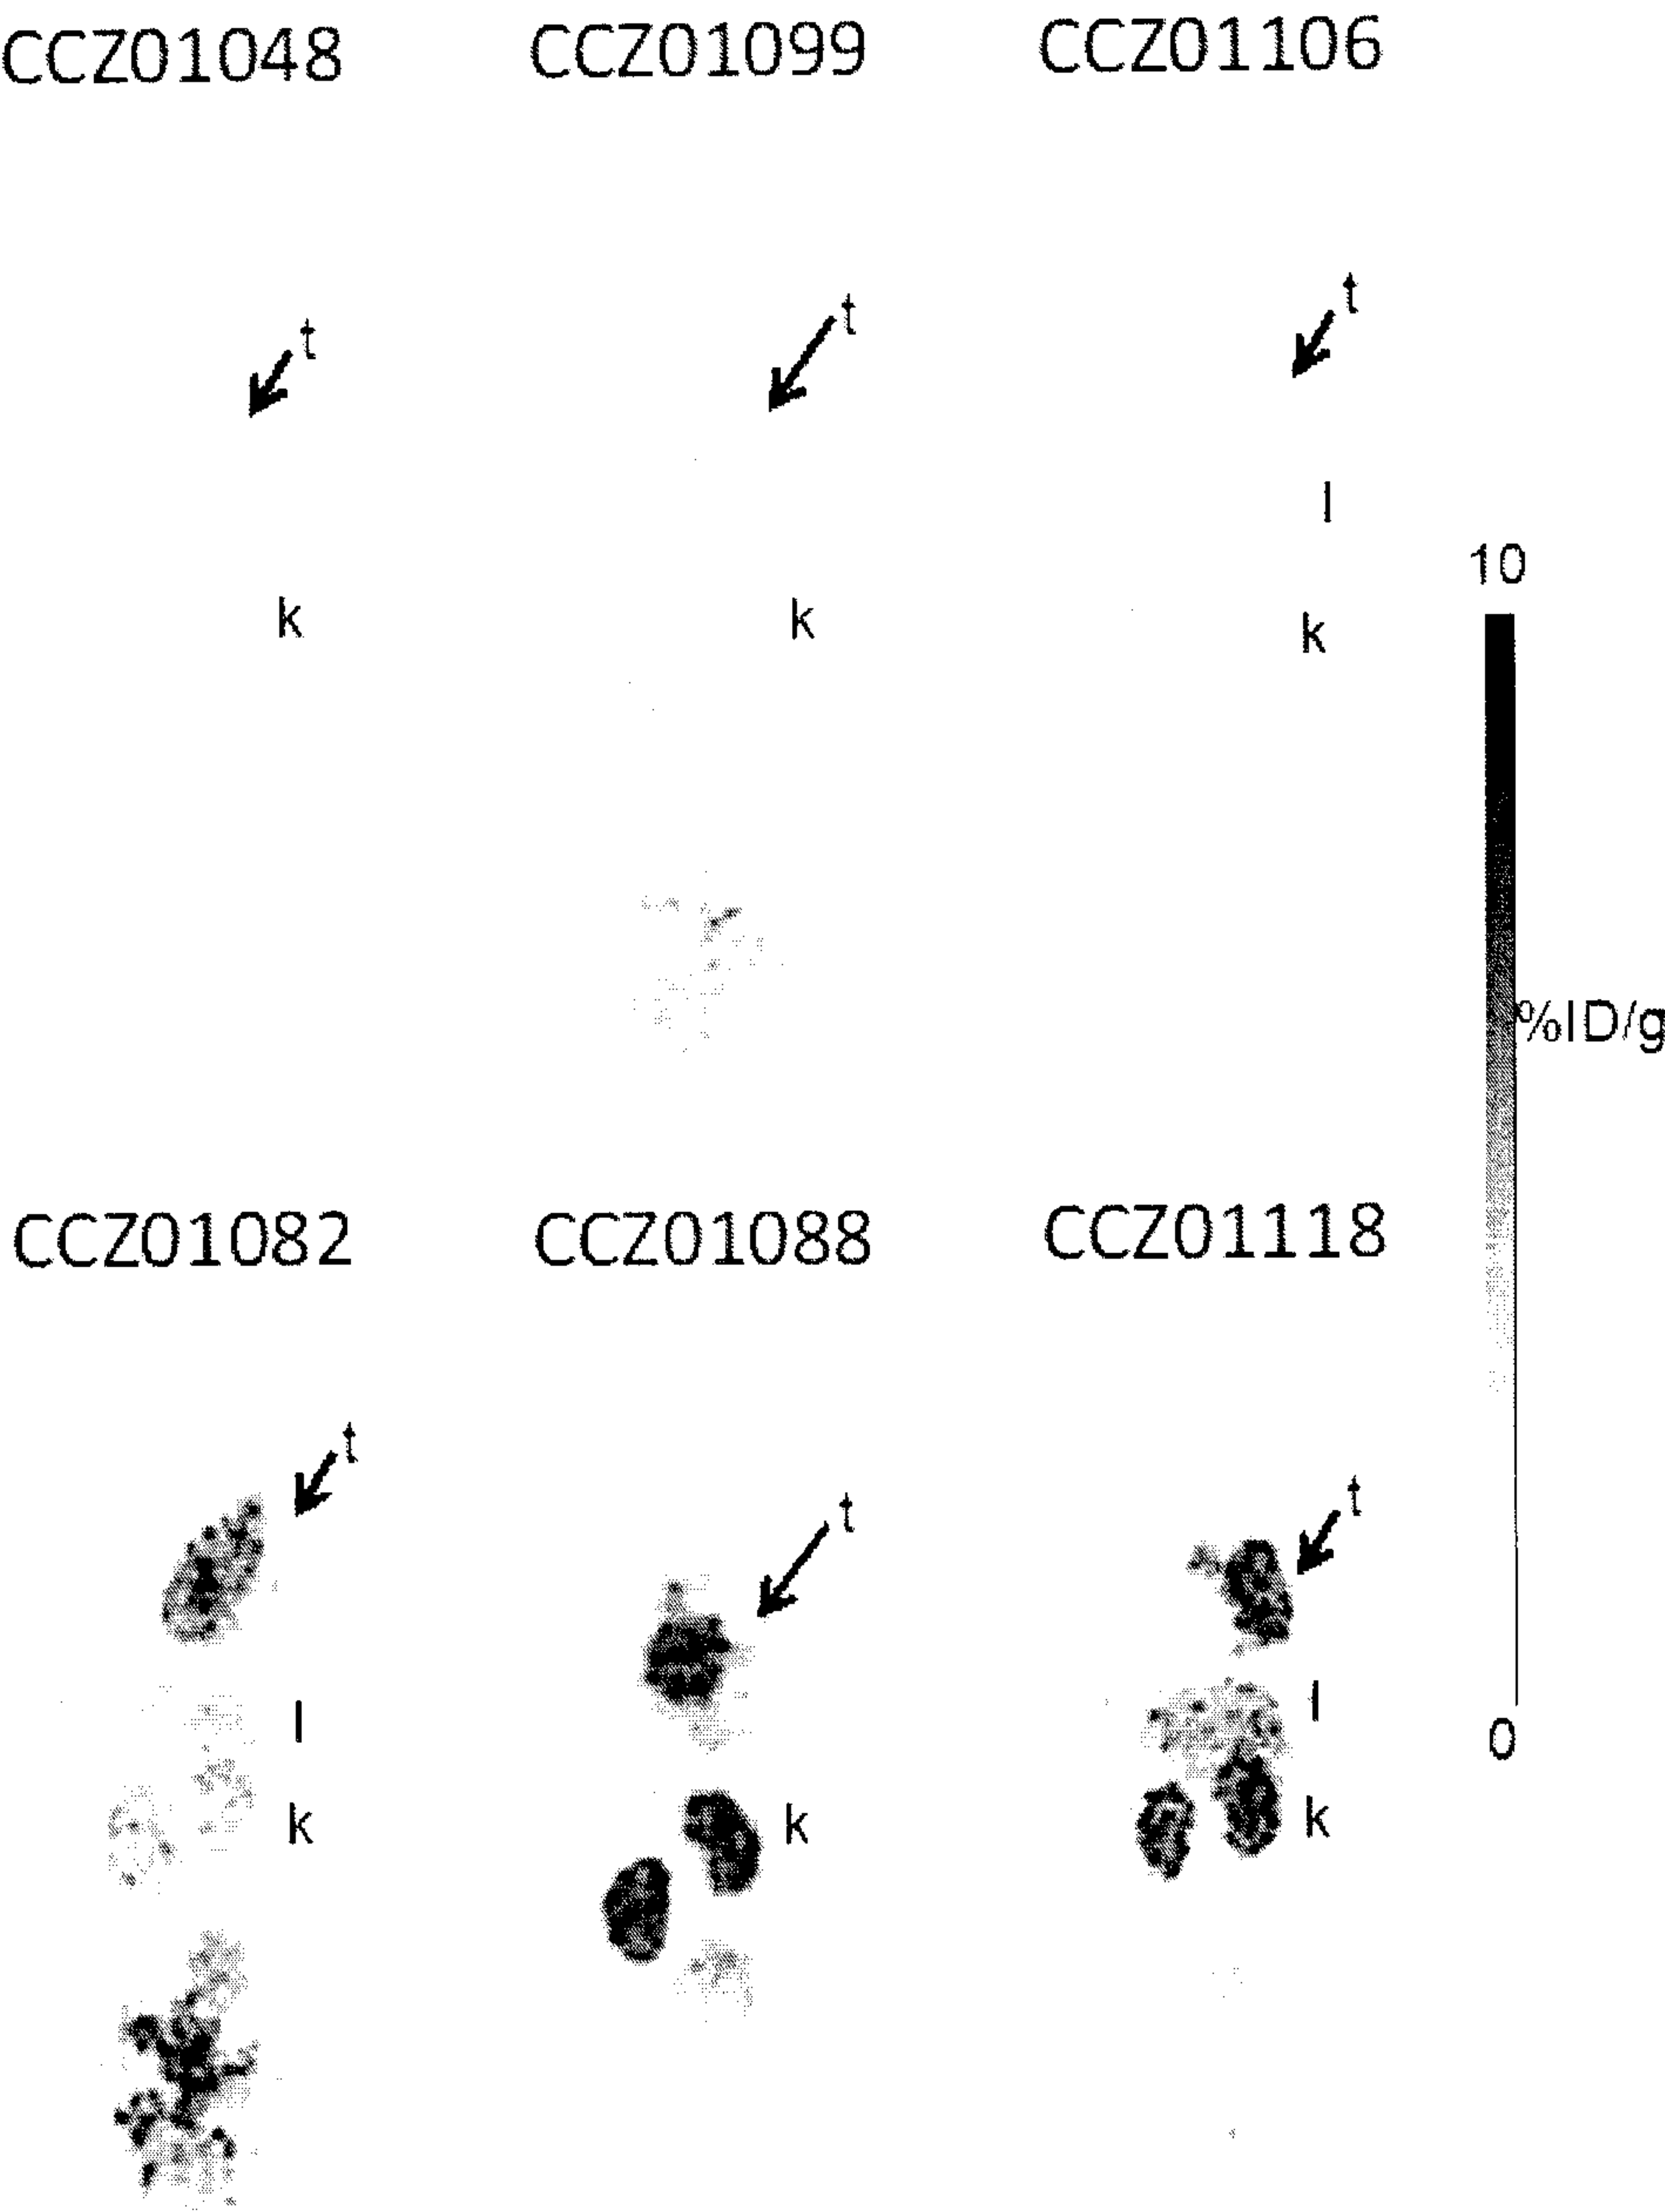 CCZ01048 CCZ01099 CCZ01106
t t t
l
10
k k k
%ID/g
CCZ01082 CCZ01088 CCZ01118
t t t
l l
0
k k k